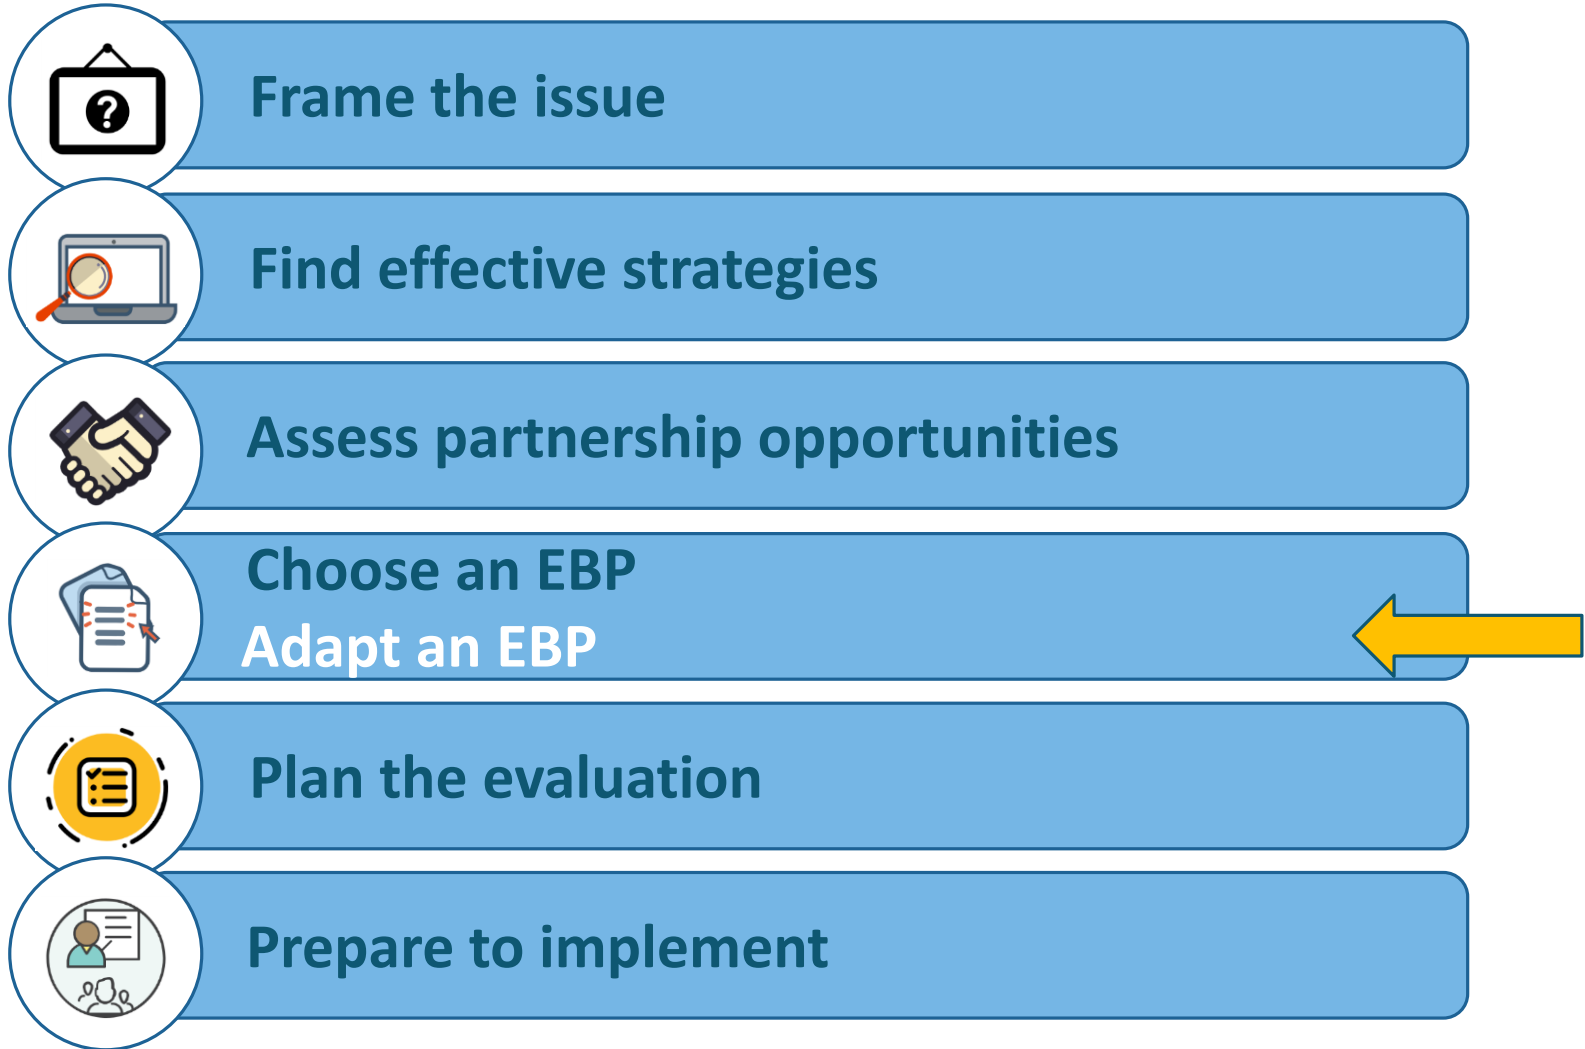 Frame the issue
Find effective strategies
Assess partnership opportunities
Choose an EBP
Adapt an EBP
Plan the evaluation
Prepare to implement